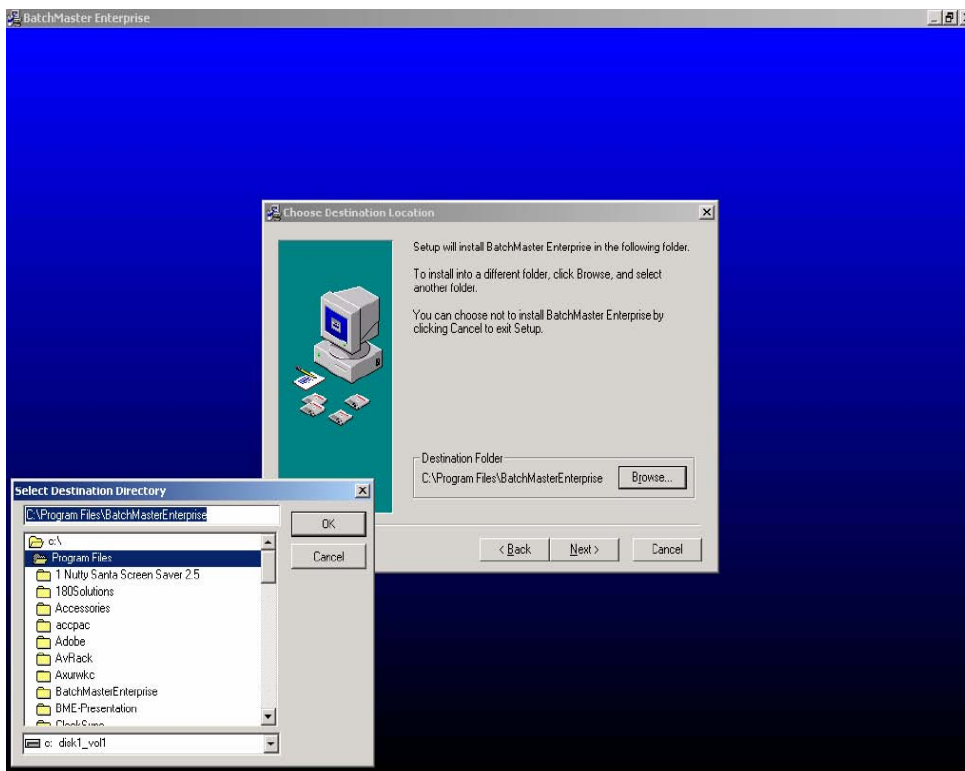 BatchMaster Enterprise
Choose Destination Location
Setup will install BatchMaster Enterprise in the following folder.
To install into a different folder, click Browse, and select
another folder.
You can choose not to install BatchMaster Enterprise by
clicking Cancel to exit Setup.
Destination Folder
C:\Program Files\BatchMasterEnterprise
Browse...
< Back
Next >
Cancel
Select Destination Directory
C:\Program Files\BatchMasterEnterprise
OK
Cancel
c:\
Program Files
1 Nutty Santa Screen Saver 2.5
180Solutions
Accessories
accpac
Adobe
AvRack
Axurwkc
BatchMasterEnterprise
BME-Presentation
ClockSync
c: disk1_vol1